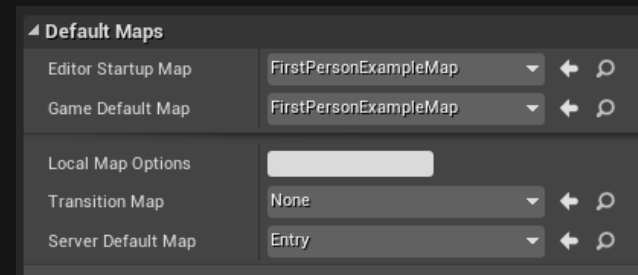 Default Maps
Editor Startup Map FirstPersonExampleMap
Game Default Map FirstPersonExampleMap
Local Map Options
Transition Map None
Server Default Map Entry